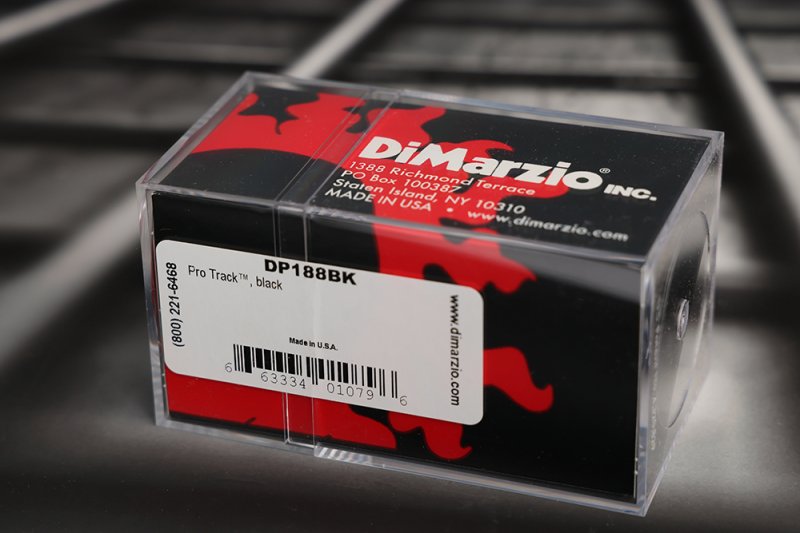 DiMarzio® INC.
1388 Richmond Terrace
PO Box 100387
Staten Island, NY 10310
MADE IN USA • www.dimarzio.com
DP188BK
Pro Track™, black
(800) 221-6468
www.dimarzio.com
Made in U.S.A.
6 63334 01079 6